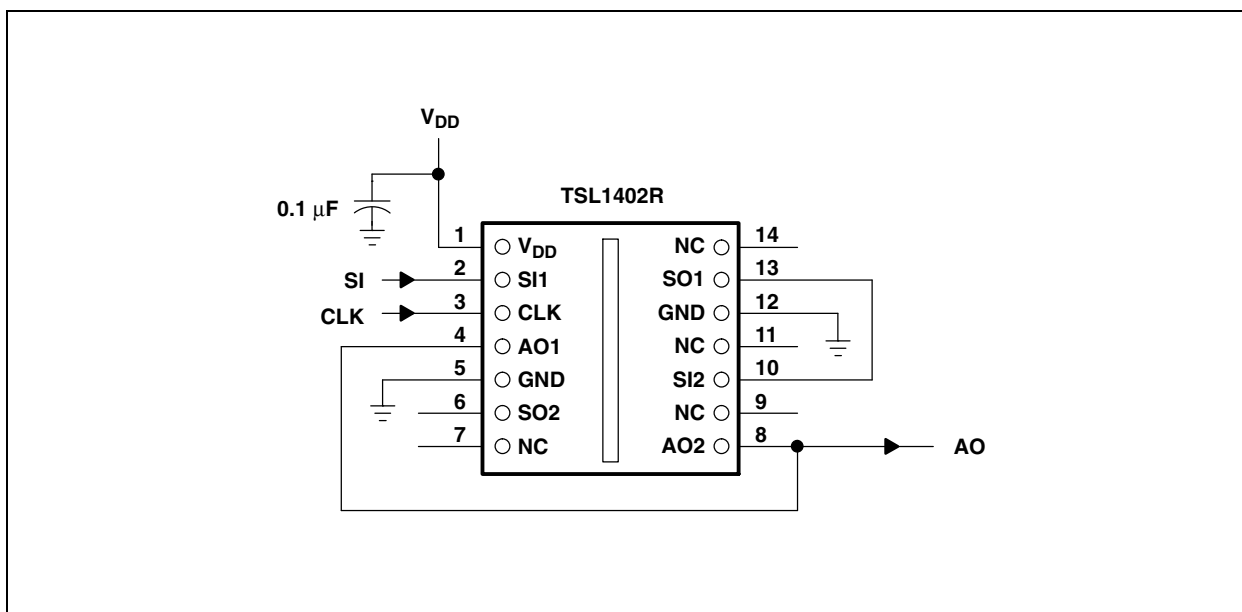 VDD
TSL1402R
0.1 μF
1 VDD NC 14
SI 2 SI1 SO1 13
CLK 3 CLK GND 12
4 AO1 NC 11
5 GND SI2 10
6 SO2 NC 9
7 NC AO2 8 AO